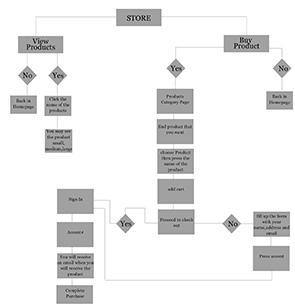 STORE
View
Products
Buy
Product
No
Yes
Yes
No
Back in
Homepage
Click the
name of the
products
Products
Category-Page
Back in
Homepage
You may see
the product
small,
medium,large
End product that
you want
choose Product
then press the
name of the
product
add cart
Sign-In
Yes
Proceed to check
out
No
fill up the form
with your
name,address and
email
Account
You will receive
an email when you
will receive the
product
Press
Complete
Purchase